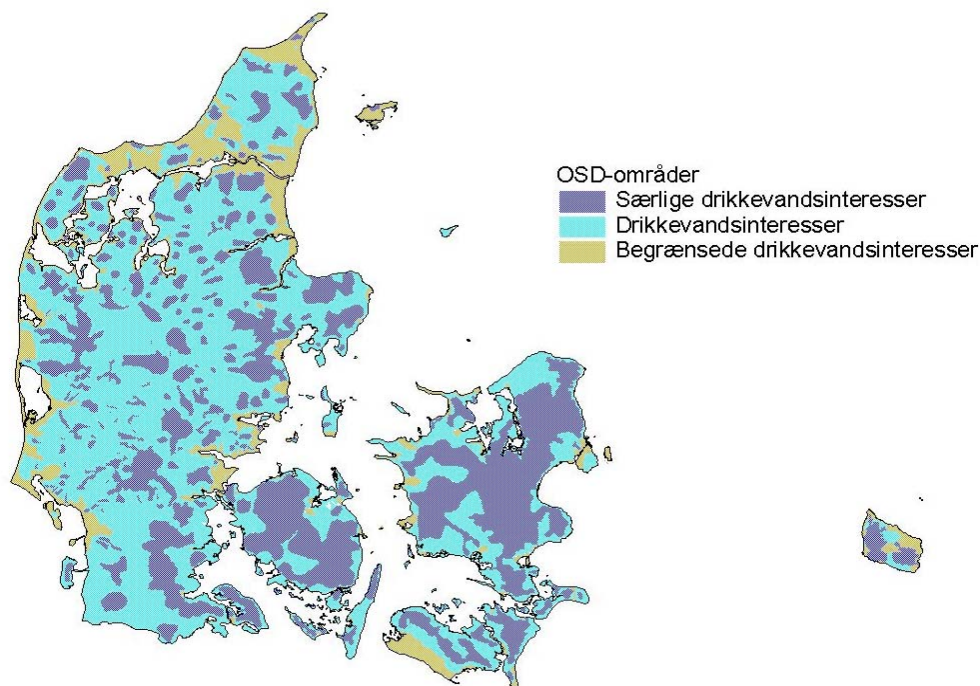 OSD-områder
Særlige drikkevandsinteresser
Drikkevandsinteresser
Begrænsede drikkevandsinteresser